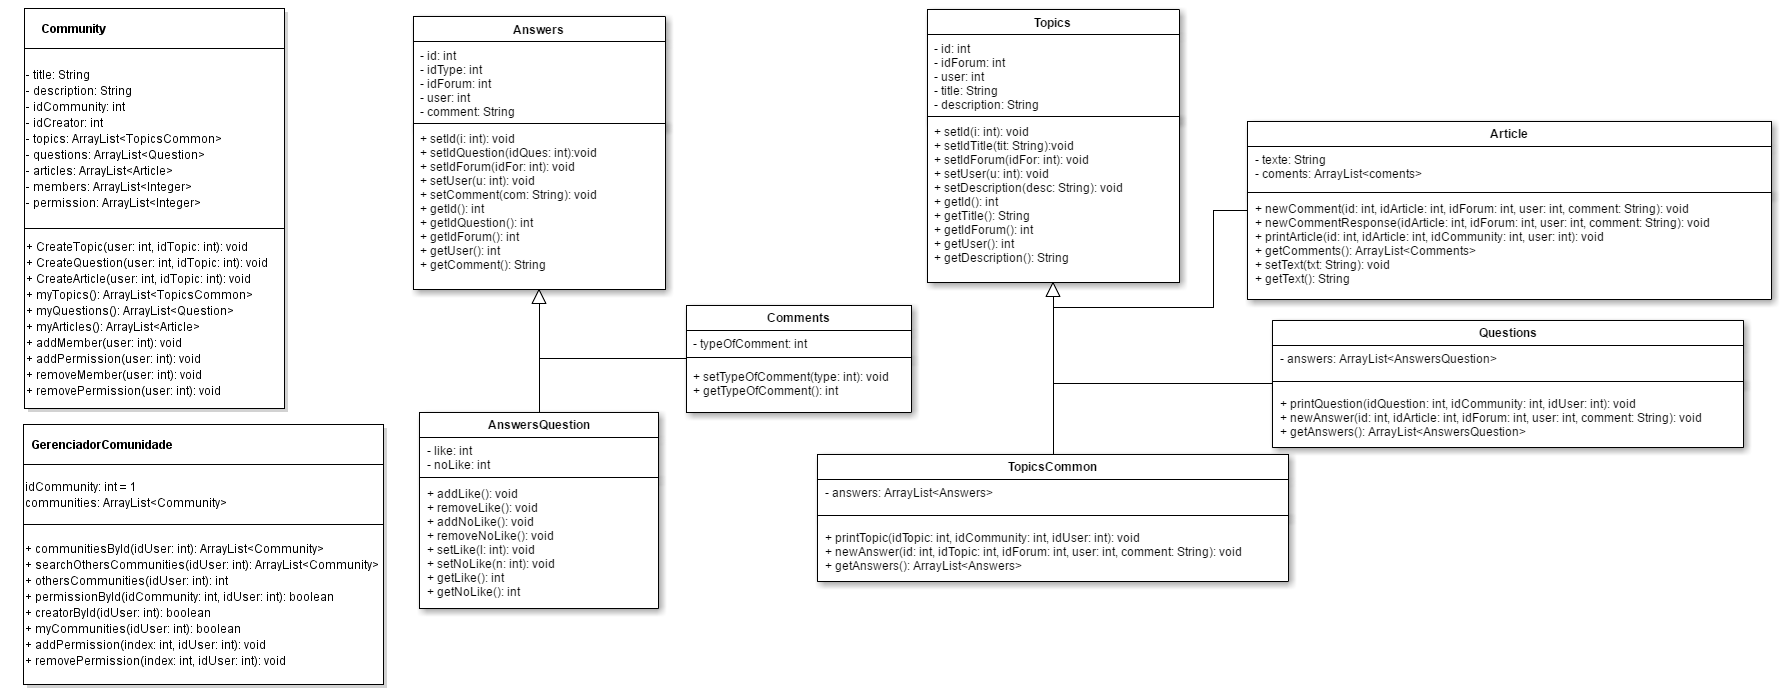 Community
- title: String
- description: String
- idCommunity: int
- idCreator: int
- topics: ArrayList<TopicsCommon>
- questions: ArrayList<Question>
- articles: ArrayList<Article>
- members: ArrayList<Integer>
- permission: ArrayList<Integer>
+ CreateTopic(user: int, idTopic: int): void
+ CreateQuestion(user: int, idTopic: int): void
+ CreateArticle(user: int, idTopic: int): void
+ myTopics(): ArrayList<TopicsCommon>
+ myQuestions(): ArrayList<Question>
+ myArticles(): ArrayList<Article>
+ addMember(user: int): void
+ addPermission(user: int): void
+ removeMember(user: int): void
+ removePermission(user: int): void
GerenciadorComunidade
idCommunity: int = 1
communities: ArrayList<Community>
+ communitiesById(idUser: int): ArrayList<Community>
+ searchOthersCommunities(idUser: int): ArrayList<Community>
+ othersCommunities(idUser: int): int
+ permissionById(idCommunity: int, idUser: int): boolean
+ creatorById(idUser: int): boolean
+ myCommunities(idUser: int): boolean
+ addPermission(index: int, idUser: int): void
+ removePermission(index: int, idUser: int): void
Answers
- id: int
- idType: int
- idForum: int
- user: int
- comment: String
+ setId(i: int): void
+ setIdQuestion(idQues: int):void
+ setIdForum(idFor: int): void
+ setUser(u: int): void
+ setComment(com: String): void
+ getId(): int
+ getIdQuestion(): int
+ getIdForum(): int
+ getUser(): int
+ getComment(): String
Comments
- typeOfComment: int
+ setTypeOfComment(type: int): void
+ getTypeOfComment(): int
AnswersQuestion
- like: int
- noLike: int
+ addLike(): void
+ removeLike(): void
+ addNoLike(): void
+ removeNoLike(): void
+ setLike(l: int): void
+ setNoLike(n: int): void
+ getLike(): int
+ getNoLike(): int
Topics
- id: int
- idForum: int
- user: int
- title: String
- description: String
+ setId(i: int): void
+ setIdTitle(tit: String):void
+ setIdForum(idFor: int): void
+ setUser(u: int): void
+ setDescription(desc: String): void
+ getId(): int
+ getTitle(): String
+ getIdForum(): int
+ getUser(): int
+ getDescription(): String
Article
- texte: String
- coments: ArrayList<coments>
+ newComment(id: int, idArticle: int, idForum: int, user: int, comment: String): void
+ newCommentResponse(idArticle: int, idForum: int, user: int, comment: String): void
+ printArticle(id: int, idArticle: int, idCommunity: int, user: int): void
+ getComments(): ArrayList<Comments>
+ setText(txt: String): void
+ getText(): String
Questions
- answers: ArrayList<AnswersQuestion>
+ printQuestion(idQuestion: int, idCommunity: int, idUser: int): void
+ newAnswer(id: int, idArticle: int, idForum: int, user: int, comment: String): void
+ getAnswers(): ArrayList<AnswersQuestion>
TopicsCommon
- answers: ArrayList<Answers>
+ printTopic(idTopic: int, idCommunity: int, idUser: int): void
+ newAnswer(id: int, idTopic: int, idForum: int, user: int, comment: String): void
+ getAnswers(): ArrayList<Answers>